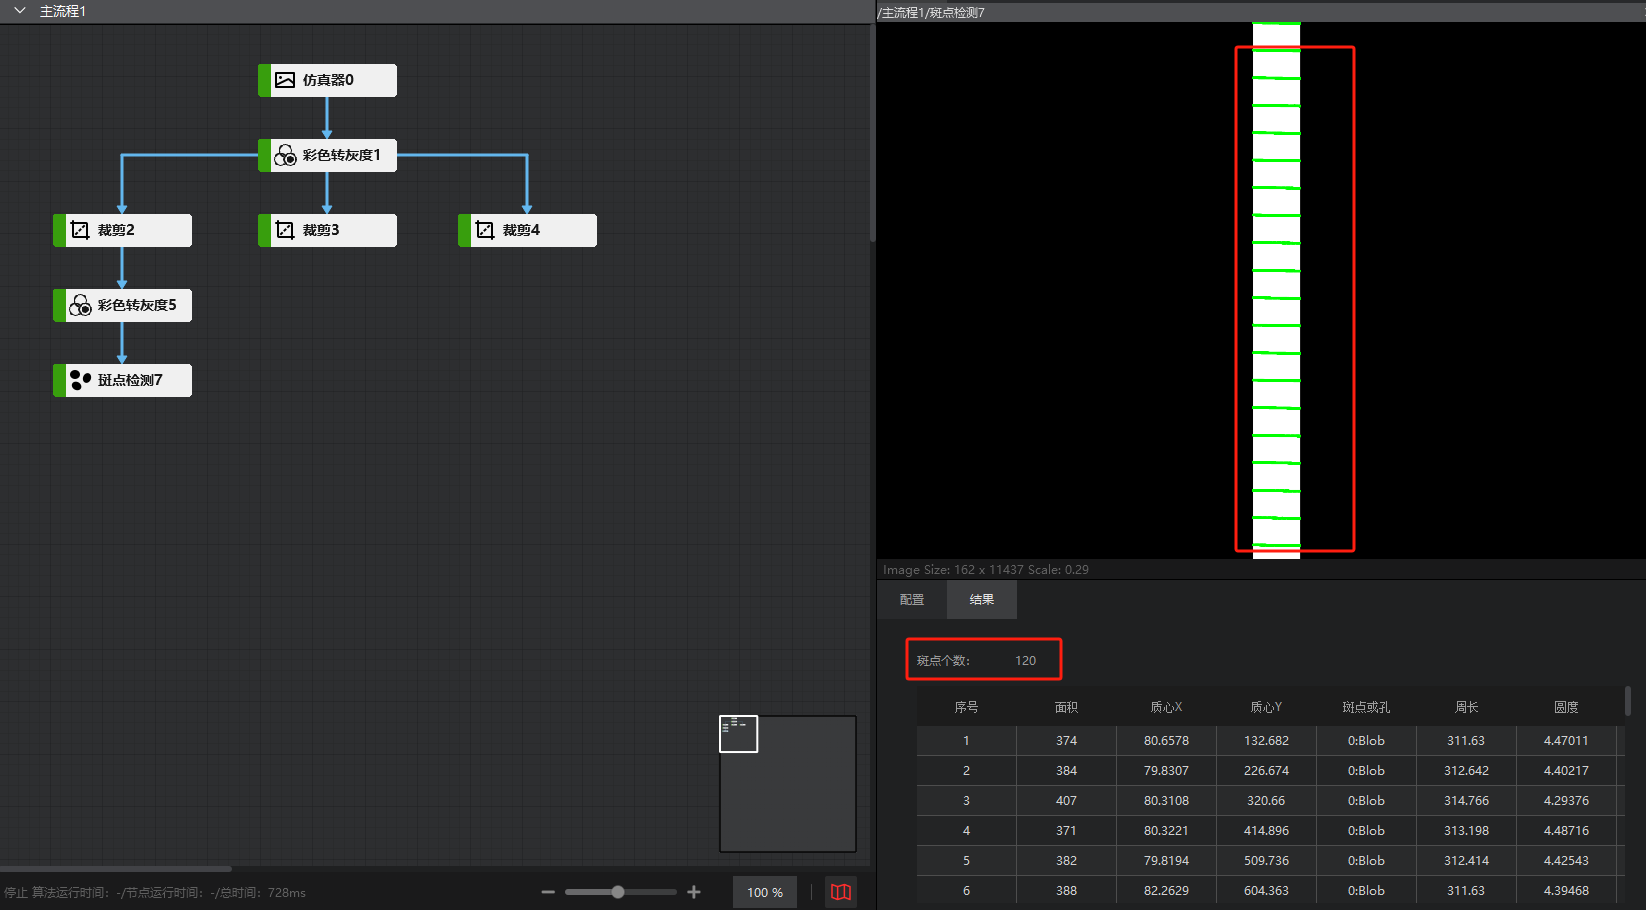 主流程1
仿真器0
彩色转灰度1
裁剪2
裁剪3
裁剪4
彩色转灰度5
斑点检测7
停止 算法运行时间：-/节点运行时间：-/总时间：728ms
100 %
/主流程1/斑点检测7
Image Size: 162 x 11437 Scale: 0.29
配置 结果
斑点个数： 120
序号 面积 质心X 质心Y 斑点或孔 周长 圆度
1 374 80.6578 132.682 0:Blob 311.63 4.47011
2 384 79.8307 226.674 0:Blob 312.642 4.40217
3 407 80.3108 320.66 0:Blob 314.766 4.29376
4 371 80.3221 414.896 0:Blob 313.198 4.48716
5 382 79.8194 509.736 0:Blob 312.414 4.42543
6 388 82.2629 604.363 0:Blob 311.63 4.39468